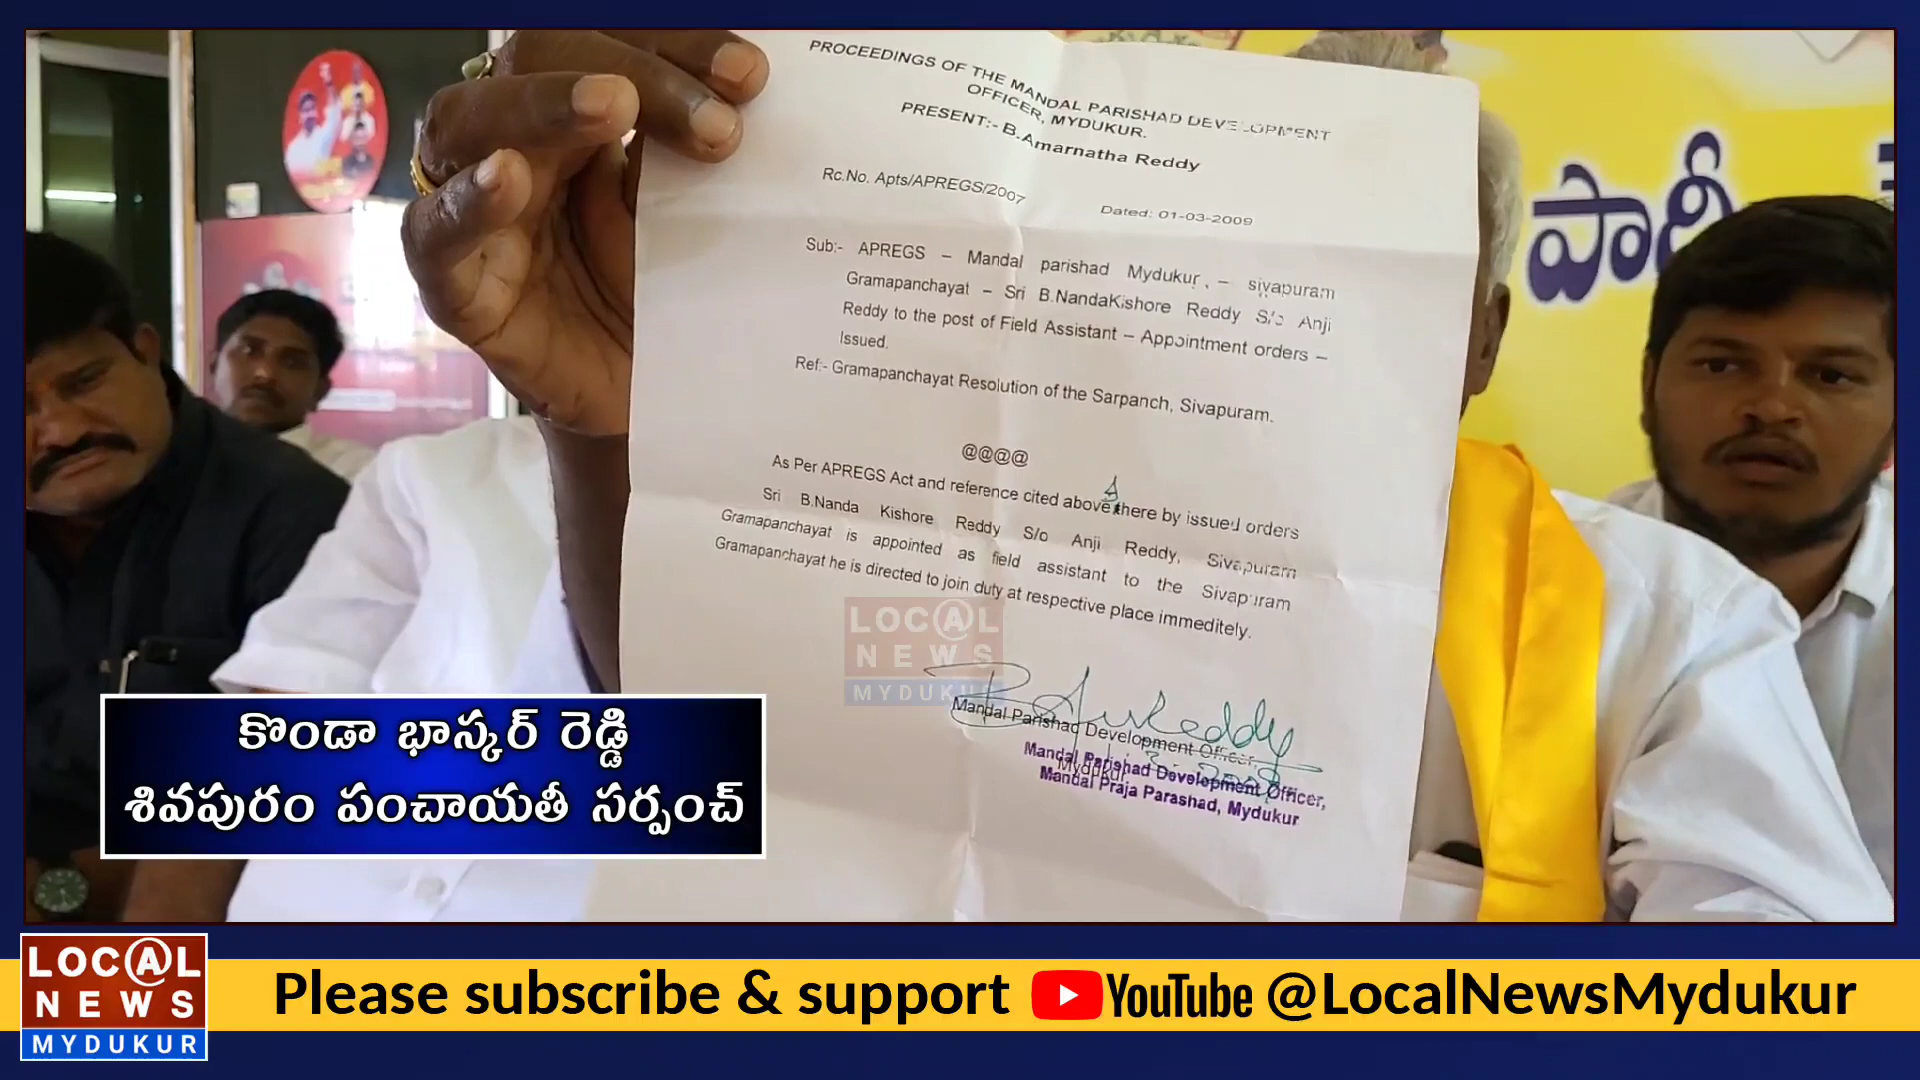 PROCEEDINGS OF THE MANDAL PARISHAD DEVELOPMENT
OFFICER, MYDUKUR.
PRESENT:- B.Amarnatha Reddy
Rc.No. Apts/APREGS/2007
Dated: 01-03-2009
Sub:- APREGS – Mandal parishad Mydukur, – sivapuram
Gramapanchayat – Sri B.NandaKishore Reddy S/o Anji
Reddy to the post of Field Assistant – Appointment orders –
Issued.
Ref:- Gramapanchayat Resolution of the Sarpanch, Sivapuram.
@@@@
As Per APREGS Act and reference cited above there by issued orders
Sri B.Nanda Kishore Reddy S/o Anji Reddy, Sivapuram
Gramapanchayat is appointed as field assistant to the Sivapuram
Gramapanchayat he is directed to join duty at respective place immeditely.
Mandal Parishad Development Officer,
Mydukur
Mandal Parishad Development Officer,
Mandal Praja Parashad, Mydukur
LOC@L
NEWS
MYDUKUR
కొండా భాస్కర్ రెడ్డి
శివపురం పంచాయతీ సర్పంచ్
LOC@L
NEWS
MYDUKUR
Please subscribe & support YouTube @LocalNewsMydukur